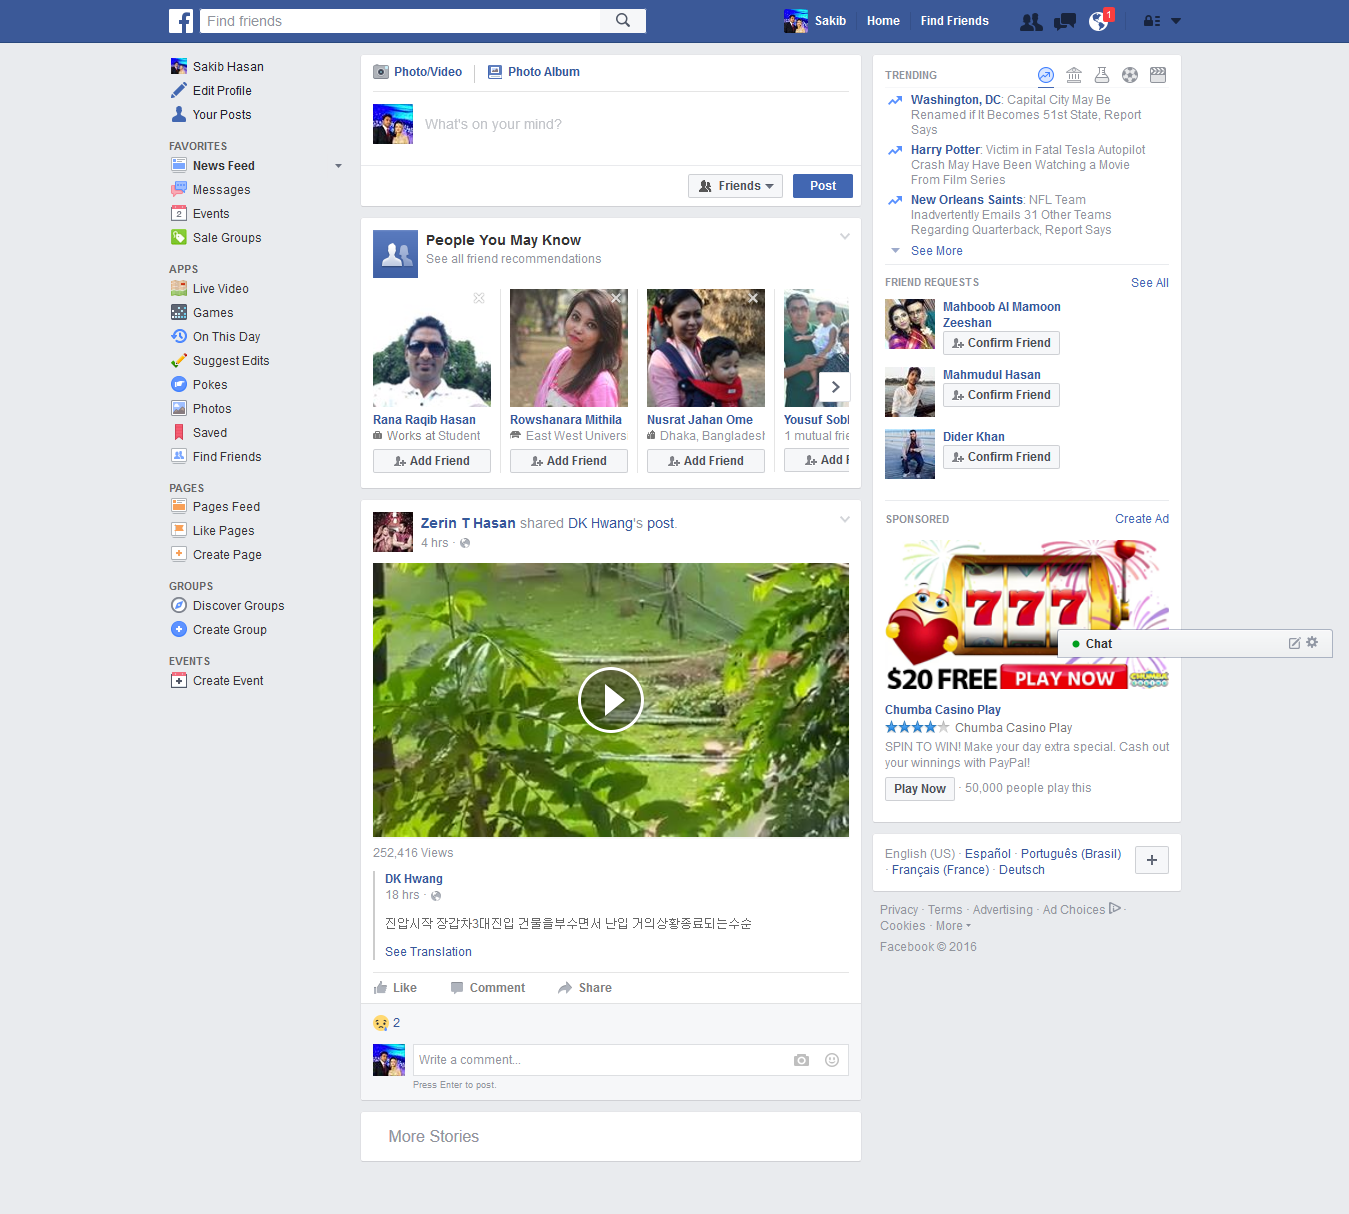 f
Find friends
Sakib
Home
Find Friends
1
Sakib Hasan
Edit Profile
Your Posts
FAVORITES
News Feed
Messages
2
Events
Sale Groups
APPS
Live Video
Games
On This Day
Suggest Edits
Pokes
Photos
Saved
Find Friends
PAGES
Pages Feed
Like Pages
Create Page
GROUPS
Discover Groups
Create Group
EVENTS
Create Event
Photo/Video
Photo Album
What's on your mind?
Friends
Post
People You May Know
See all friend recommendations
Rana Raqib Hasan
Works at Student
Add Friend
Rowshanara Mithila
East West Univers
Add Friend
Nusrat Jahan Ome
Dhaka, Bangladesh
Add Friend
Yousuf Sobl
1 mutual frie
Add F
Zerin T Hasan shared DK Hwang's post.
4 hrs ·
252,416 Views
DK Hwang
18 hrs ·
진압시작 장갑차3대진입 건물을부수면서 난입 거의상황종료되는수순
See Translation
Like
Comment
Share
2
Write a comment...
Press Enter to post.
More Stories
TRENDING
Washington, DC: Capital City May Be
Renamed if It Becomes 51st State, Report
Says
Harry Potter: Victim in Fatal Tesla Autopilot
Crash May Have Been Watching a Movie
From Film Series
New Orleans Saints: NFL Team
Inadvertently Emails 31 Other Teams
Regarding Quarterback, Report Says
See More
FRIEND REQUESTS
See All
Mahboob Al Mamoon
Zeeshan
Confirm Friend
Mahmudul Hasan
Confirm Friend
Dider Khan
Confirm Friend
SPONSORED
Create Ad
777
Chat
$20 FREE
PLAY NOW
CHUMBA
Chumba Casino Play
Chumba Casino Play
SPIN TO WIN! Make your day extra special. Cash out
your winnings with PayPal!
Play Now
· 50,000 people play this
English (US) · Español · Português (Brasil)
· Français (France) · Deutsch
+
Privacy · Terms · Advertising · Ad Choices ·
Cookies · More
Facebook © 2016